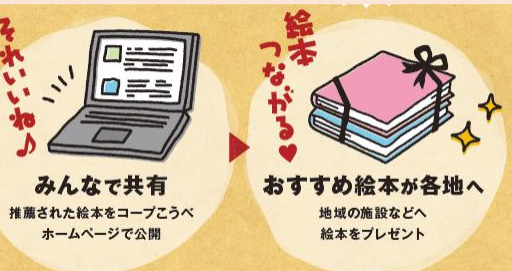 それいいね♪
みんなで共有
推薦された絵本をコープこうべ
ホームページで公開
絵本
つながる♥
おすすめ絵本が各地へ
地域の施設などへ
絵本をプレゼント